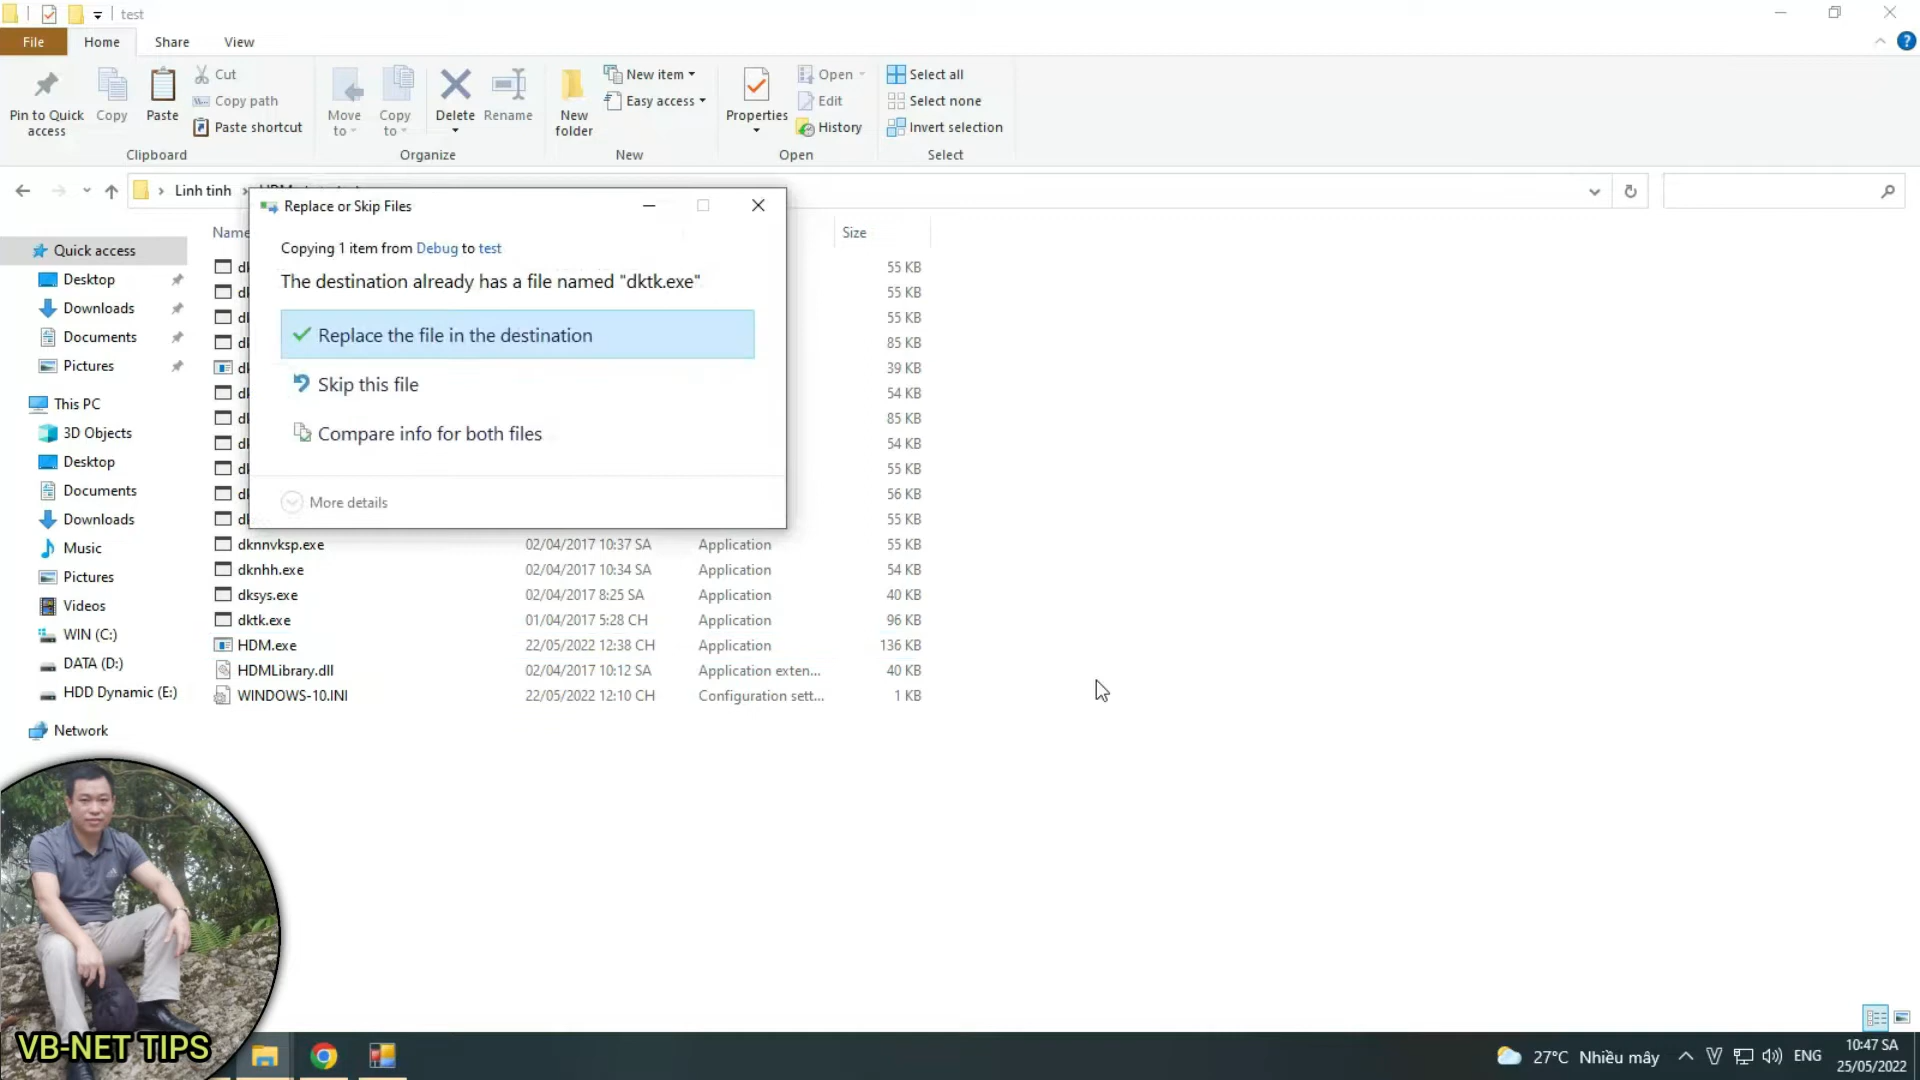 test
File
Home
Share
View
Pin to Quick access
Copy
Paste
Cut
Copy path
Paste shortcut
Clipboard
Move to
Copy to
Delete
Rename
Organize
New folder
New item
Easy access
New
Properties
Open
Edit
History
Open
Select all
Select none
Invert selection
Select
Linh tinh
Name
Size
Replace or Skip Files
Copying 1 item from Debug to test
The destination already has a file named "dktk.exe"
Replace the file in the destination
Skip this file
Compare info for both files
More details
Quick access
Desktop
Downloads
Documents
Pictures
This PC
3D Objects
Desktop
Documents
Downloads
Music
Pictures
Videos
WIN (C:)
DATA (D:)
HDD Dynamic (E:)
Network
55 KB
55 KB
55 KB
85 KB
39 KB
54 KB
85 KB
54 KB
55 KB
56 KB
55 KB
dknnvksp.exe 02/04/2017 10:37 SA Application 55 KB
dknhh.exe 02/04/2017 10:34 SA Application 54 KB
dksys.exe 02/04/2017 8:25 SA Application 40 KB
dktk.exe 01/04/2017 5:28 CH Application 96 KB
HDM.exe 22/05/2022 12:38 CH Application 136 KB
HDMLibrary.dll 02/04/2017 10:12 SA Application exten... 40 KB
WINDOWS-10.INI 22/05/2022 12:10 CH Configuration sett... 1 KB
VB-NET TIPS
27°C Nhiều mây
ENG
10:47 SA
25/05/2022